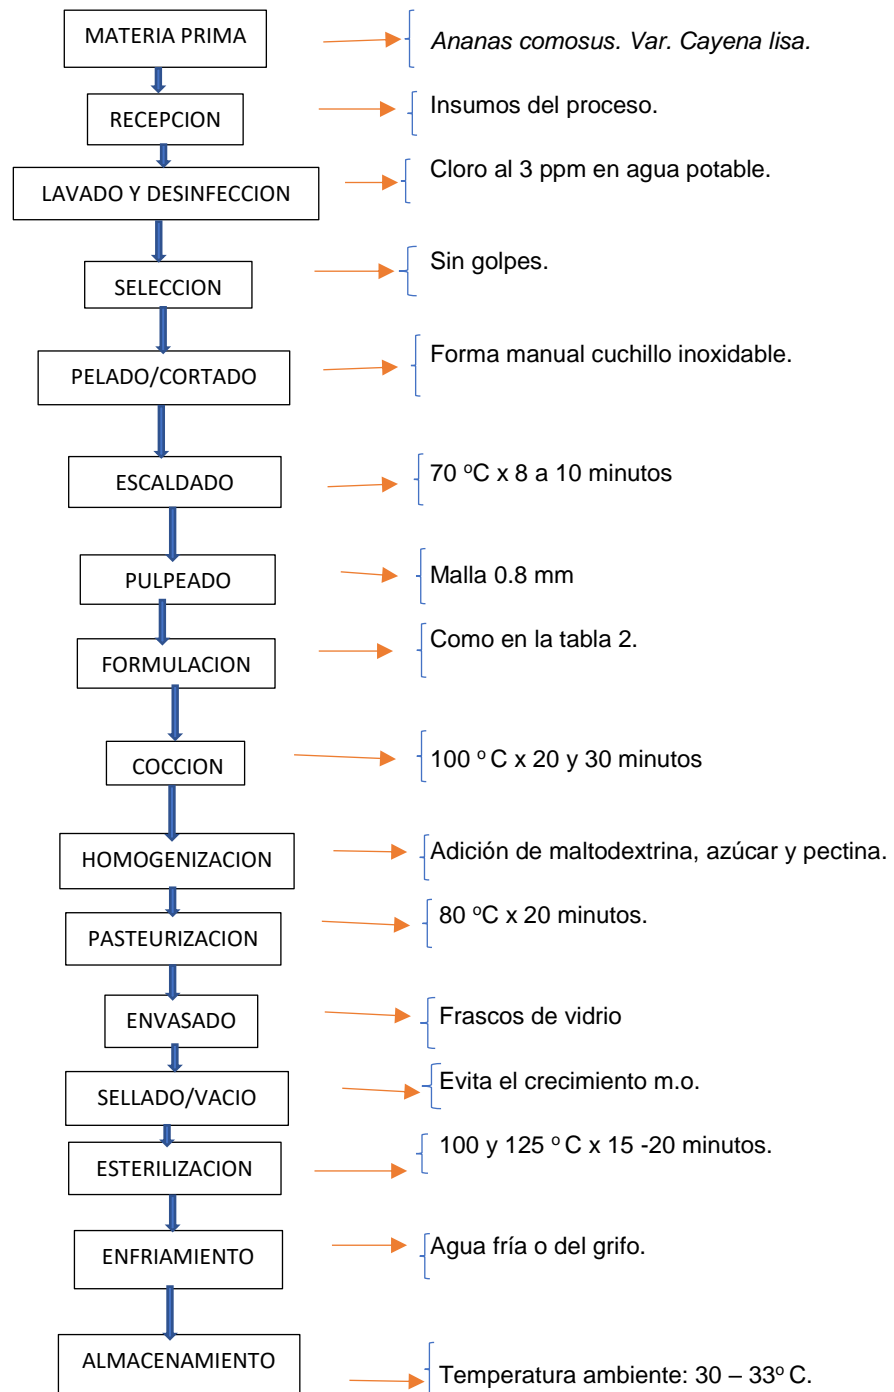 MATERIA PRIMA
Ananas comosus. Var. Cayena lisa.
RECEPCION
Insumos del proceso.
LAVADO Y DESINFECCION
Cloro al 3 ppm en agua potable.
SELECCION
Sin golpes.
PELADO/CORTADO
Forma manual cuchillo inoxidable.
ESCALDADO
70 ºC x 8 a 10 minutos
PULPEADO
Malla 0.8 mm
FORMULACION
Como en la tabla 2.
COCCION
100 º C x 20 y 30 minutos
HOMOGENIZACION
Adición de maltodextrina, azúcar y pectina.
PASTEURIZACION
80 ºC x 20 minutos.
ENVASADO
Frascos de vidrio
SELLADO/VACIO
Evita el crecimiento m.o.
ESTERILIZACION
100 y 125 º C x 15 -20 minutos.
ENFRIAMIENTO
Agua fría o del grifo.
ALMACENAMIENTO
Temperatura ambiente: 30 – 33º C.